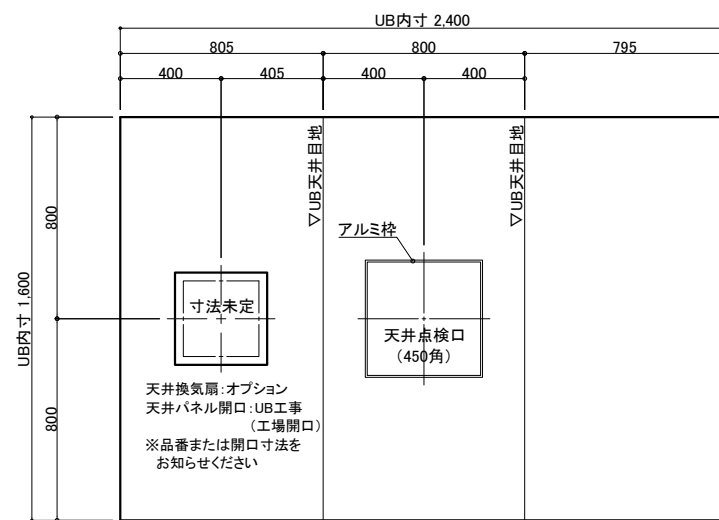 UB内寸 2,400
805
800
795
400
405
400
400
▽UB天井目地
▽UB天井目地
UB内寸 1,600
800
800
アルミ枠
寸法未定
天井点検口
(450角)
天井換気扇:オプション
天井パネル開口:UB工事
(工場開口)
※品番または開口寸法を
お知らせください